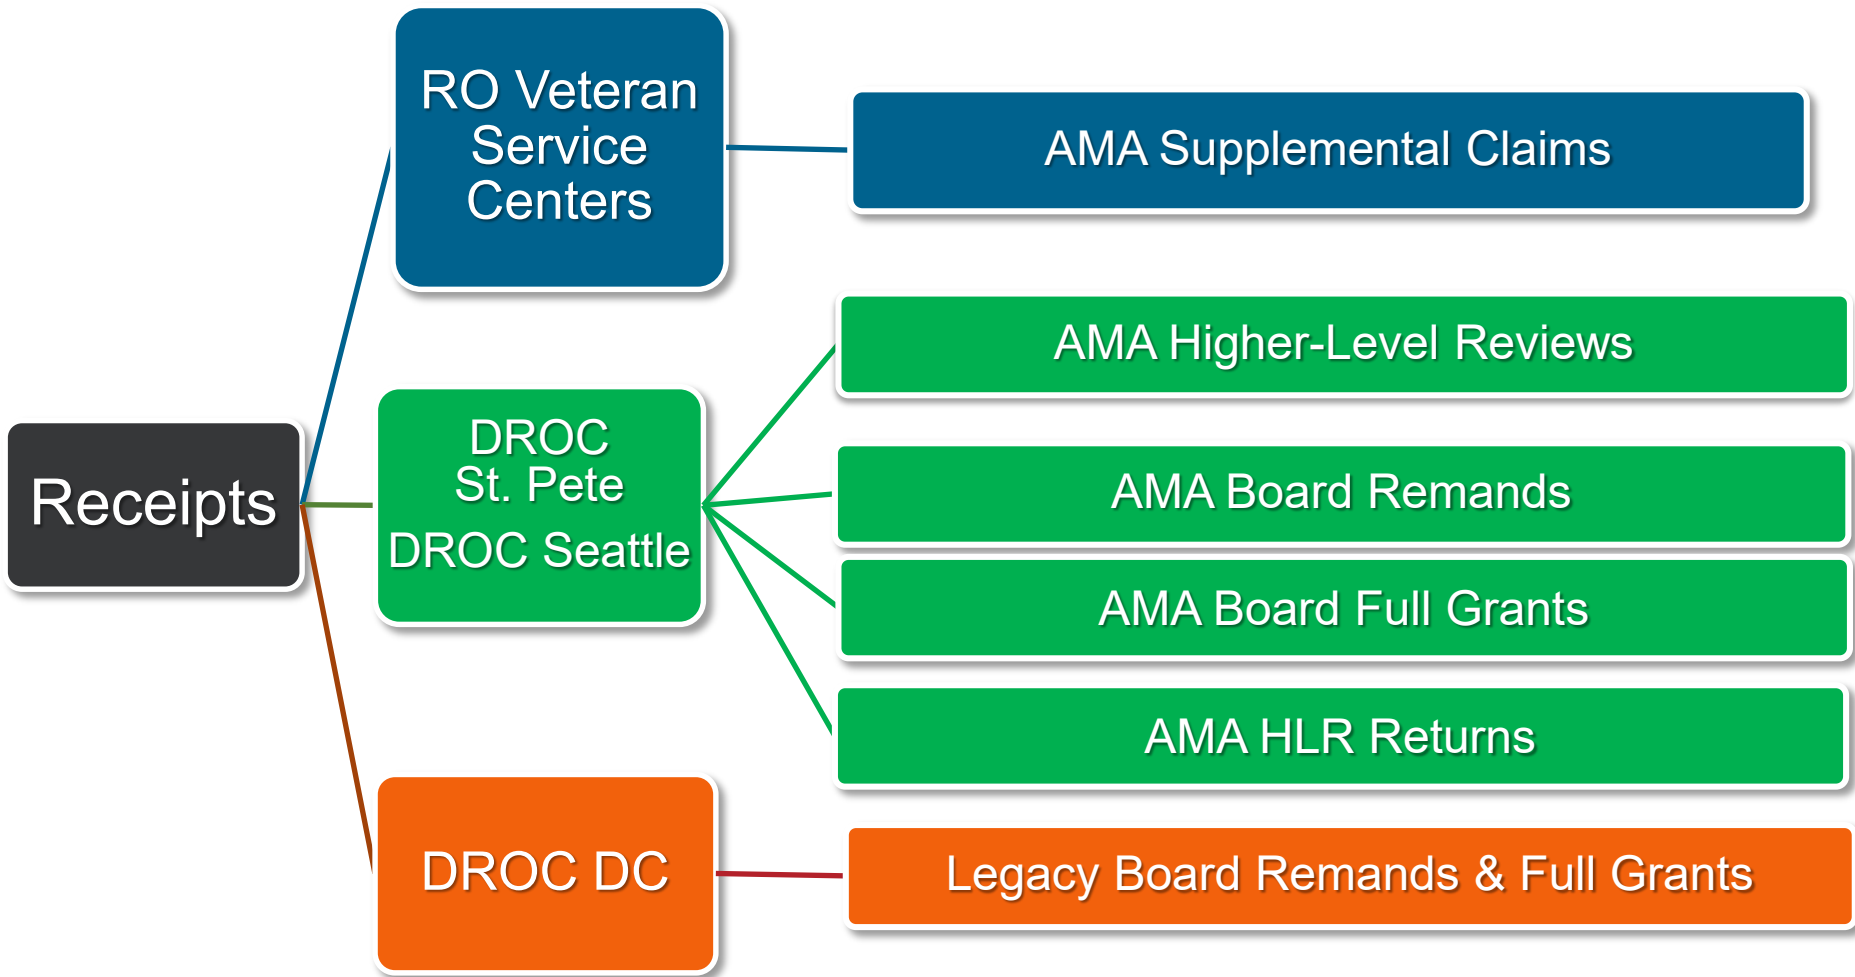 Receipts
RO Veteran
Service
Centers
AMA Supplemental Claims
DROC
St. Pete
DROC Seattle
AMA Higher-Level Reviews
AMA Board Remands
AMA Board Full Grants
AMA HLR Returns
DROC DC
Legacy Board Remands & Full Grants